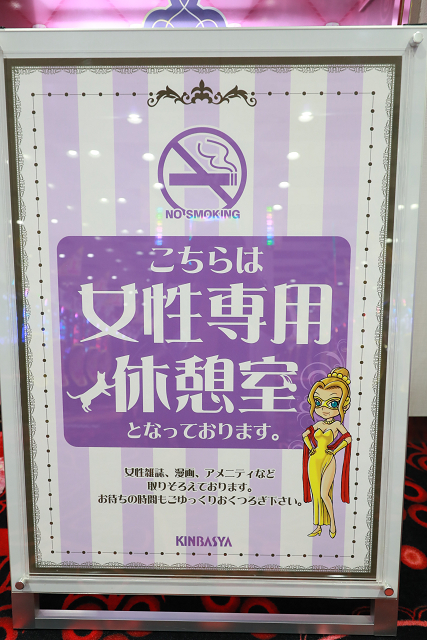 NO SMOKING
こちらは
女性専用
休憩室
となっております。
女性雑誌、漫画、アメニティなど
取りそろえております。
お待ちの時間もごゆっくりおくつろぎ下さい。
KINBASYA